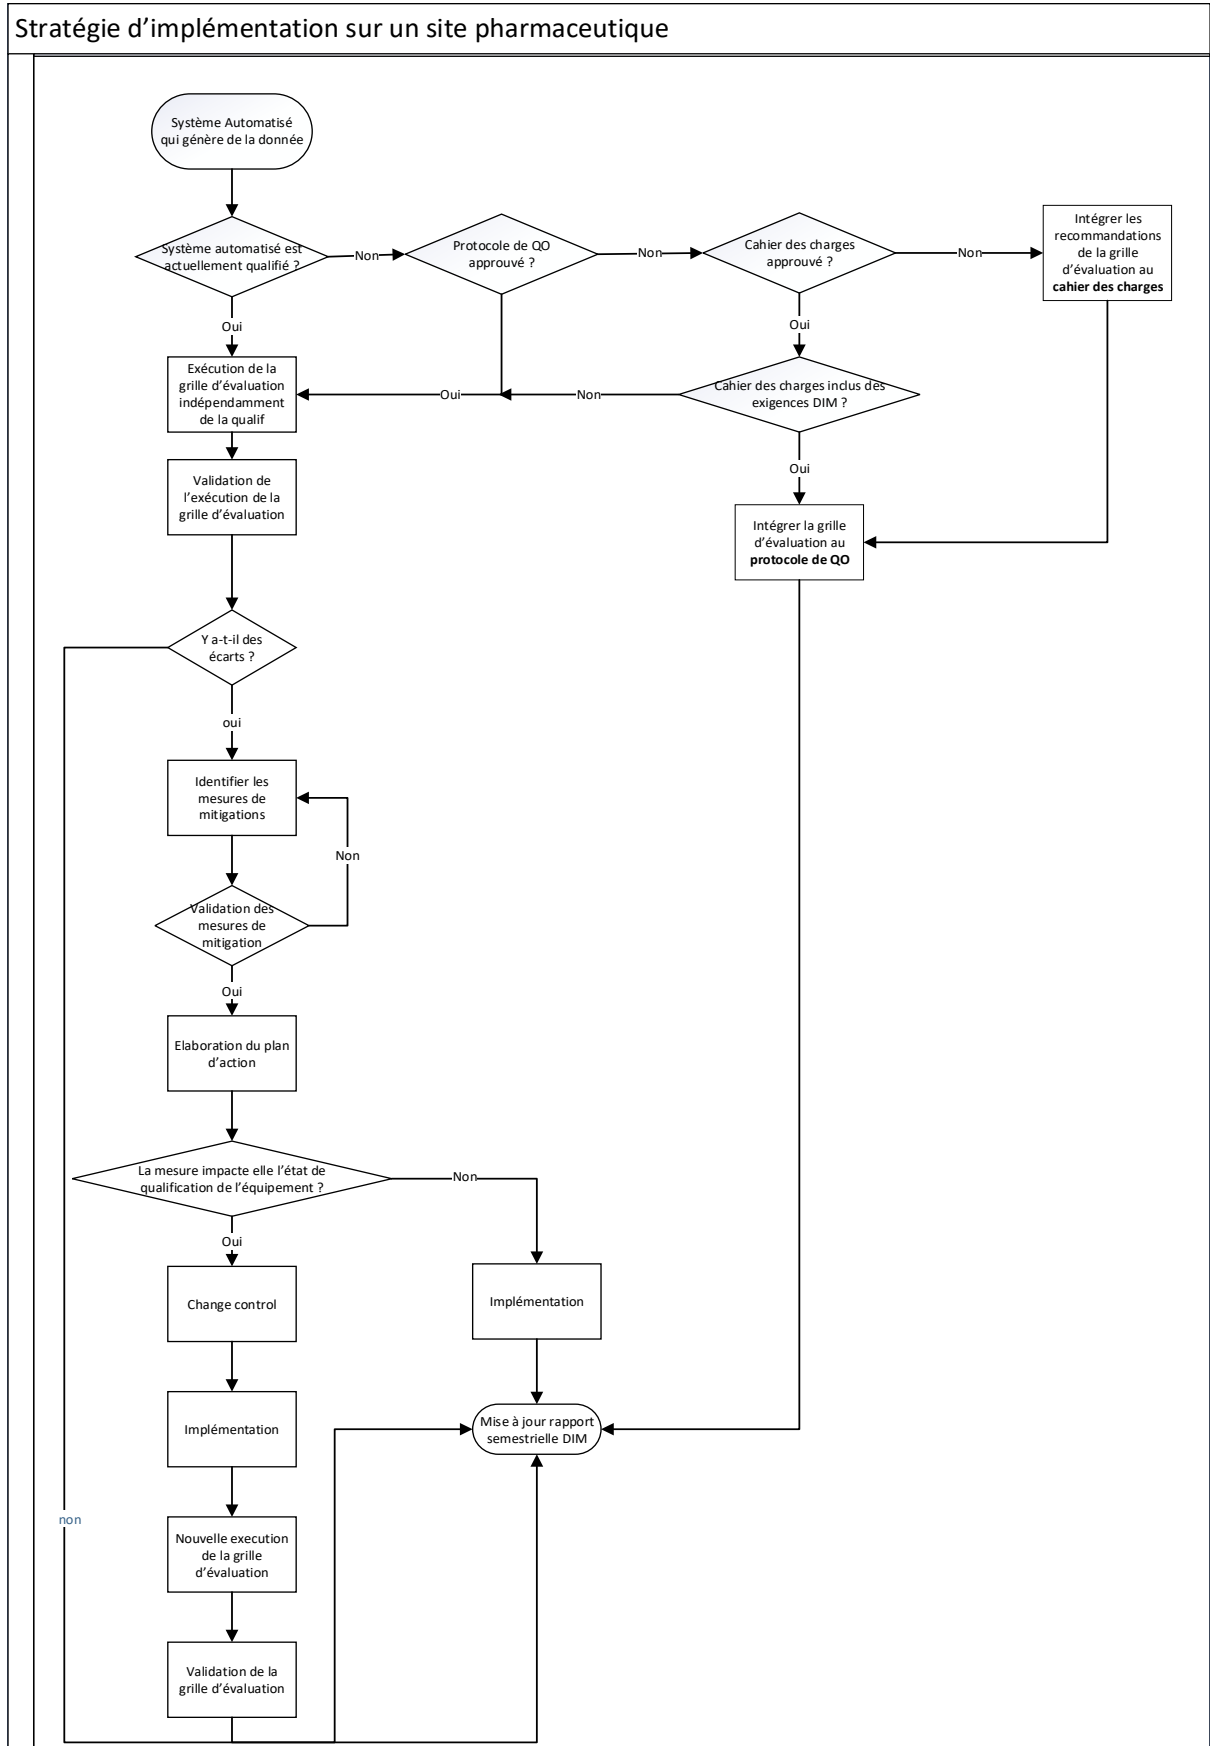 Stratégie d’implémentation sur un site pharmaceutique
Système Automatisé
qui génère de la donnée
Système automatisé est
actuellement qualifié ?
Non
Protocole de QO
approuvé ?
Non
Cahier des charges
approuvé ?
Non
Intégrer les
recommandations
de la grille
d’évaluation au
cahier des charges
Oui
Oui
Exécution de la
grille d’évaluation
indépendamment
de la qualif
Oui
Non
Cahier des charges inclus des
exigences DIM ?
Oui
Validation de
l’exécution de la
grille d’évaluation
Intégrer la grille
d’évaluation au
protocole de QO
Y a-t-il des
écarts ?
oui
Identifier les
mesures de
mitigations
Non
Validation des
mesures de
mitigation
Oui
Elaboration du plan
d’action
La mesure impacte elle l’état de
qualification de l’équipement ?
Non
Oui
Change control
Implémentation
Implémentation
Mise à jour rapport
semestrielle DIM
non
Nouvelle execution
de la grille
d’évaluation
Validation de la
grille d’évaluation